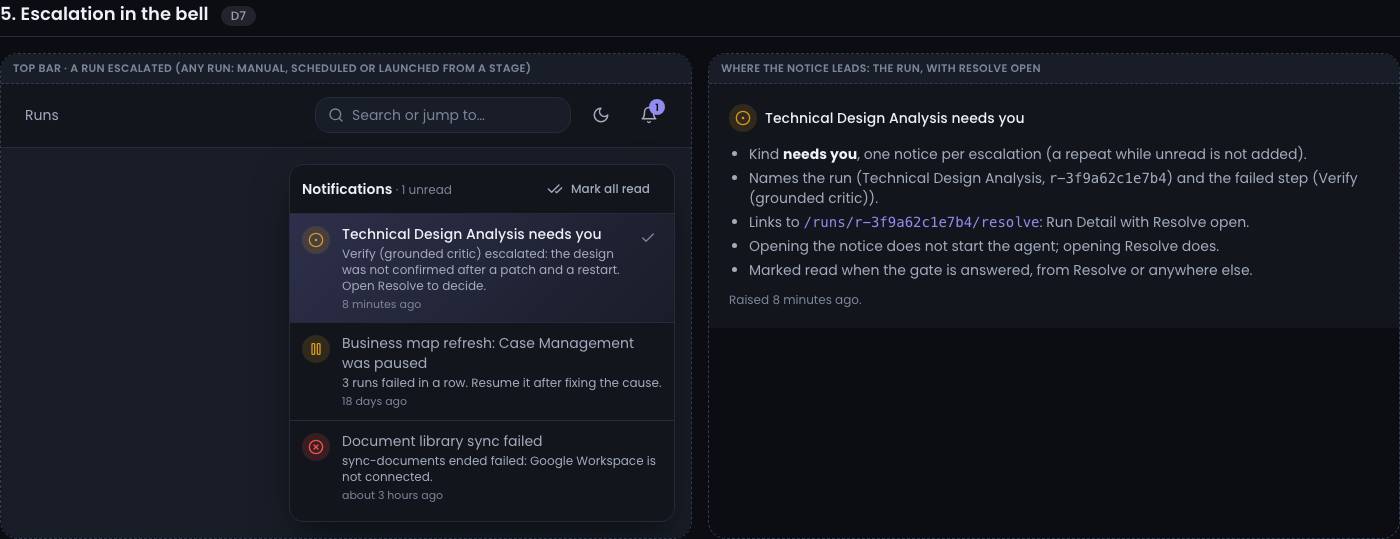 5. Escalation in the bell D7
TOP BAR · A RUN ESCALATED (ANY RUN: MANUAL, SCHEDULED OR LAUNCHED FROM A STAGE)
Runs
Search or jump to...
1
Notifications · 1 unread
Mark all read
Technical Design Analysis needs you
Verify (grounded critic) escalated: the design
was not confirmed after a patch and a restart.
Open Resolve to decide.
8 minutes ago
Business map refresh: Case Management
was paused
3 runs failed in a row. Resume it after fixing the cause.
18 days ago
Document library sync failed
sync-documents ended failed: Google Workspace is
not connected.
about 3 hours ago
WHERE THE NOTICE LEADS: THE RUN, WITH RESOLVE OPEN
Technical Design Analysis needs you
• Kind needs you, one notice per escalation (a repeat while unread is not added).
• Names the run (Technical Design Analysis, r-3f9a62c1e7b4) and the failed step (Verify
(grounded critic)).
• Links to /runs/r-3f9a62c1e7b4/resolve: Run Detail with Resolve open.
• Opening the notice does not start the agent; opening Resolve does.
• Marked read when the gate is answered, from Resolve or anywhere else.
Raised 8 minutes ago.